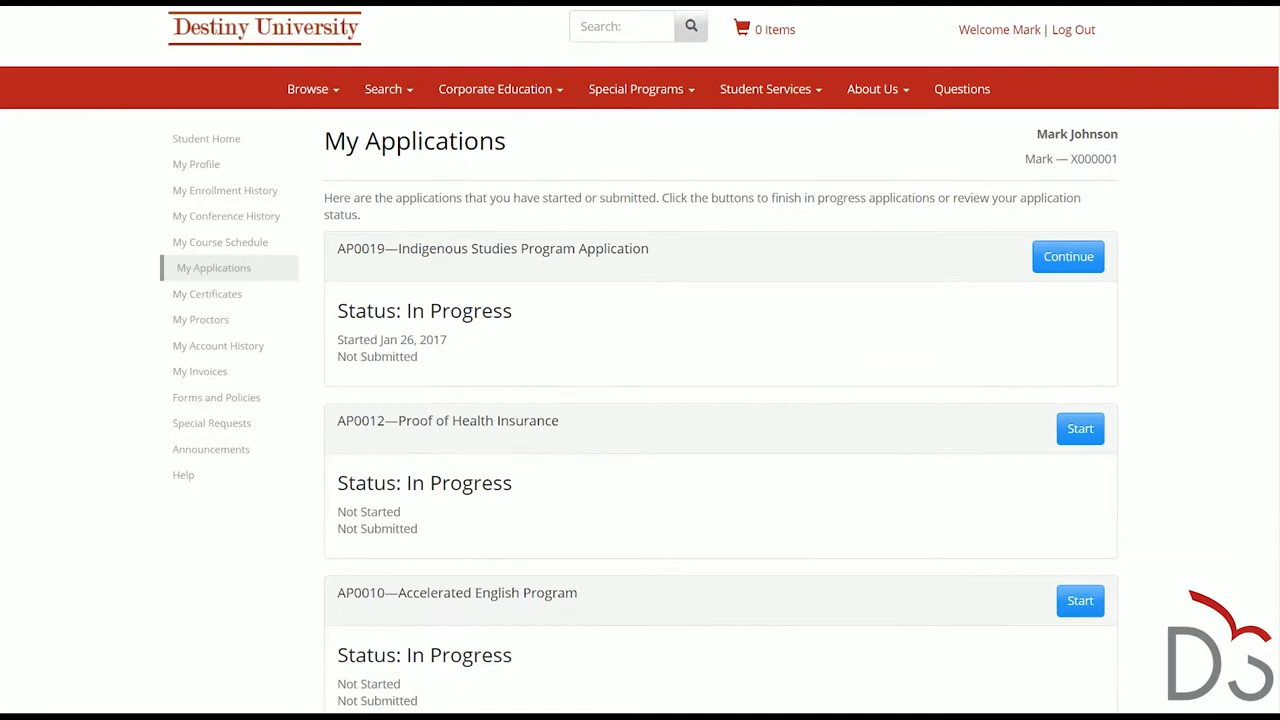 Destiny University
Search:
0 Items
Welcome Mark | Log Out
Browse
Search
Corporate Education
Special Programs
Student Services
About Us
Questions
Student Home
My Profile
My Enrollment History
My Conference History
My Course Schedule
My Applications
My Certificates
My Proctors
My Account History
My Invoices
Forms and Policies
Special Requests
Announcements
Help
My Applications
Mark Johnson
Mark — X000001
Here are the applications that you have started or submitted. Click the buttons to finish in progress applications or review your application
status.
AP0019—Indigenous Studies Program Application
Continue
Status: In Progress
Started Jan 26, 2017
Not Submitted
AP0012—Proof of Health Insurance
Start
Status: In Progress
Not Started
Not Submitted
AP0010—Accelerated English Program
Start
Status: In Progress
Not Started
Not Submitted